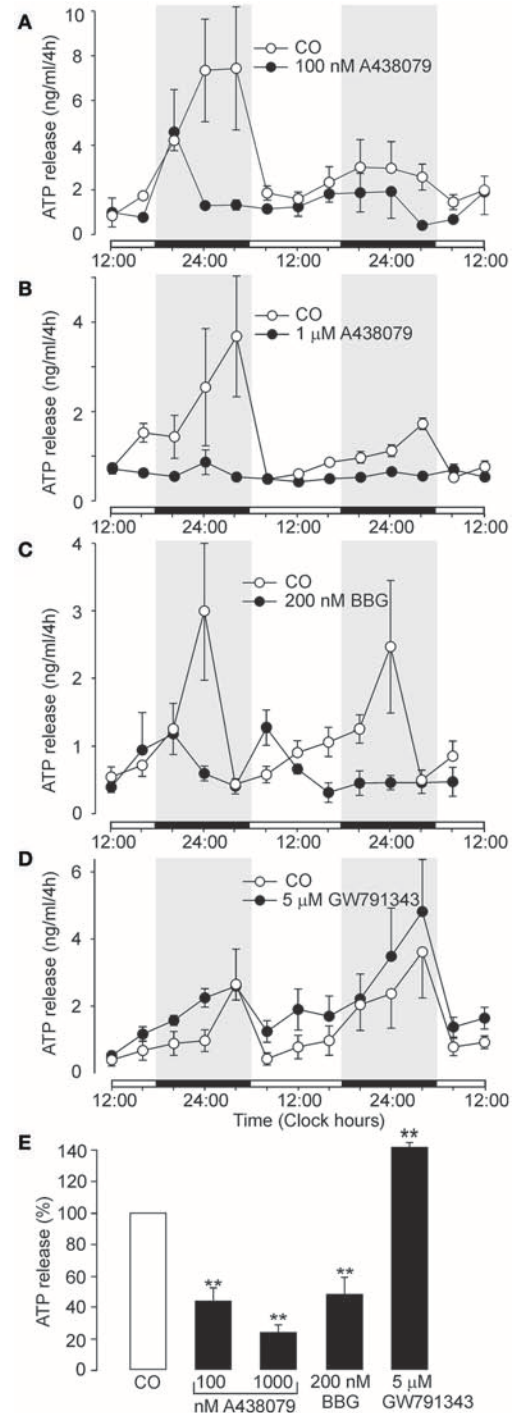 A
ATP release (ng/ml/4h)
10
8
6
4
2
0
CO
100 nM A438079
12:00 24:00 12:00 24:00 12:00
B
ATP release (ng/ml/4h)
4
2
0
CO
1 μM A438079
12:00 24:00 12:00 24:00 12:00
C
ATP release (ng/ml/4h)
4
3
2
1
0
CO
200 nM BBG
12:00 24:00 12:00 24:00 12:00
D
ATP release (ng/ml/4h)
6
4
2
0
CO
5 μM GW791343
12:00 24:00 12:00 24:00 12:00
Time (Clock hours)
E
ATP release (%)
140
120
100
80
60
40
20
0
** ** ** **
CO 100 1000 200 nM 5 μM
nM A438079 BBG GW791343